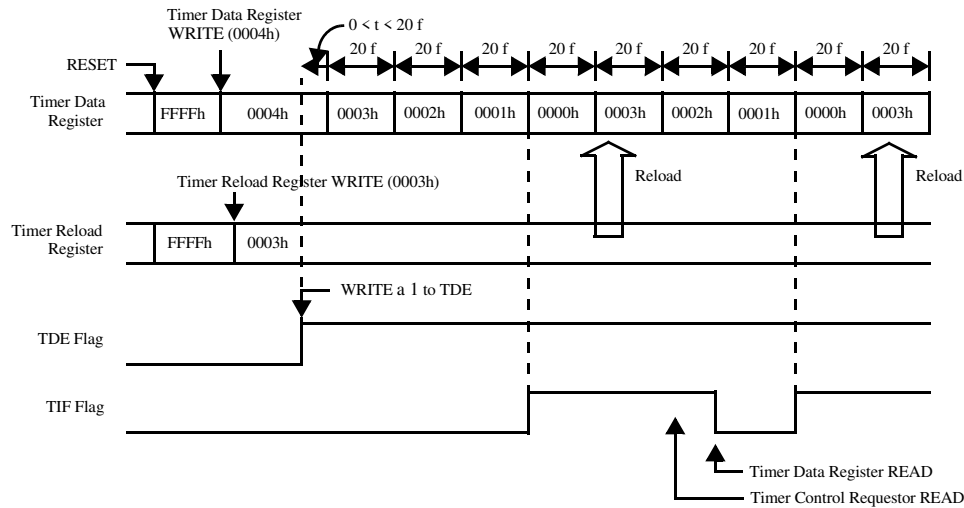 Timer Data Register
WRITE (0004h)
0 < t < 20 f
20 f 20 f 20 f 20 f 20 f 20 f 20 f 20 f 20 f
RESET
Timer Data
Register
FFFFh 0004h 0003h 0002h 0001h 0000h 0003h 0002h 0001h 0000h 0003h
Reload Reload
Timer Reload Register WRITE (0003h)
Timer Reload
Register
FFFFh 0003h
WRITE a 1 to TDE
TDE Flag
TIF Flag
Timer Data Register READ
Timer Control Requestor READ